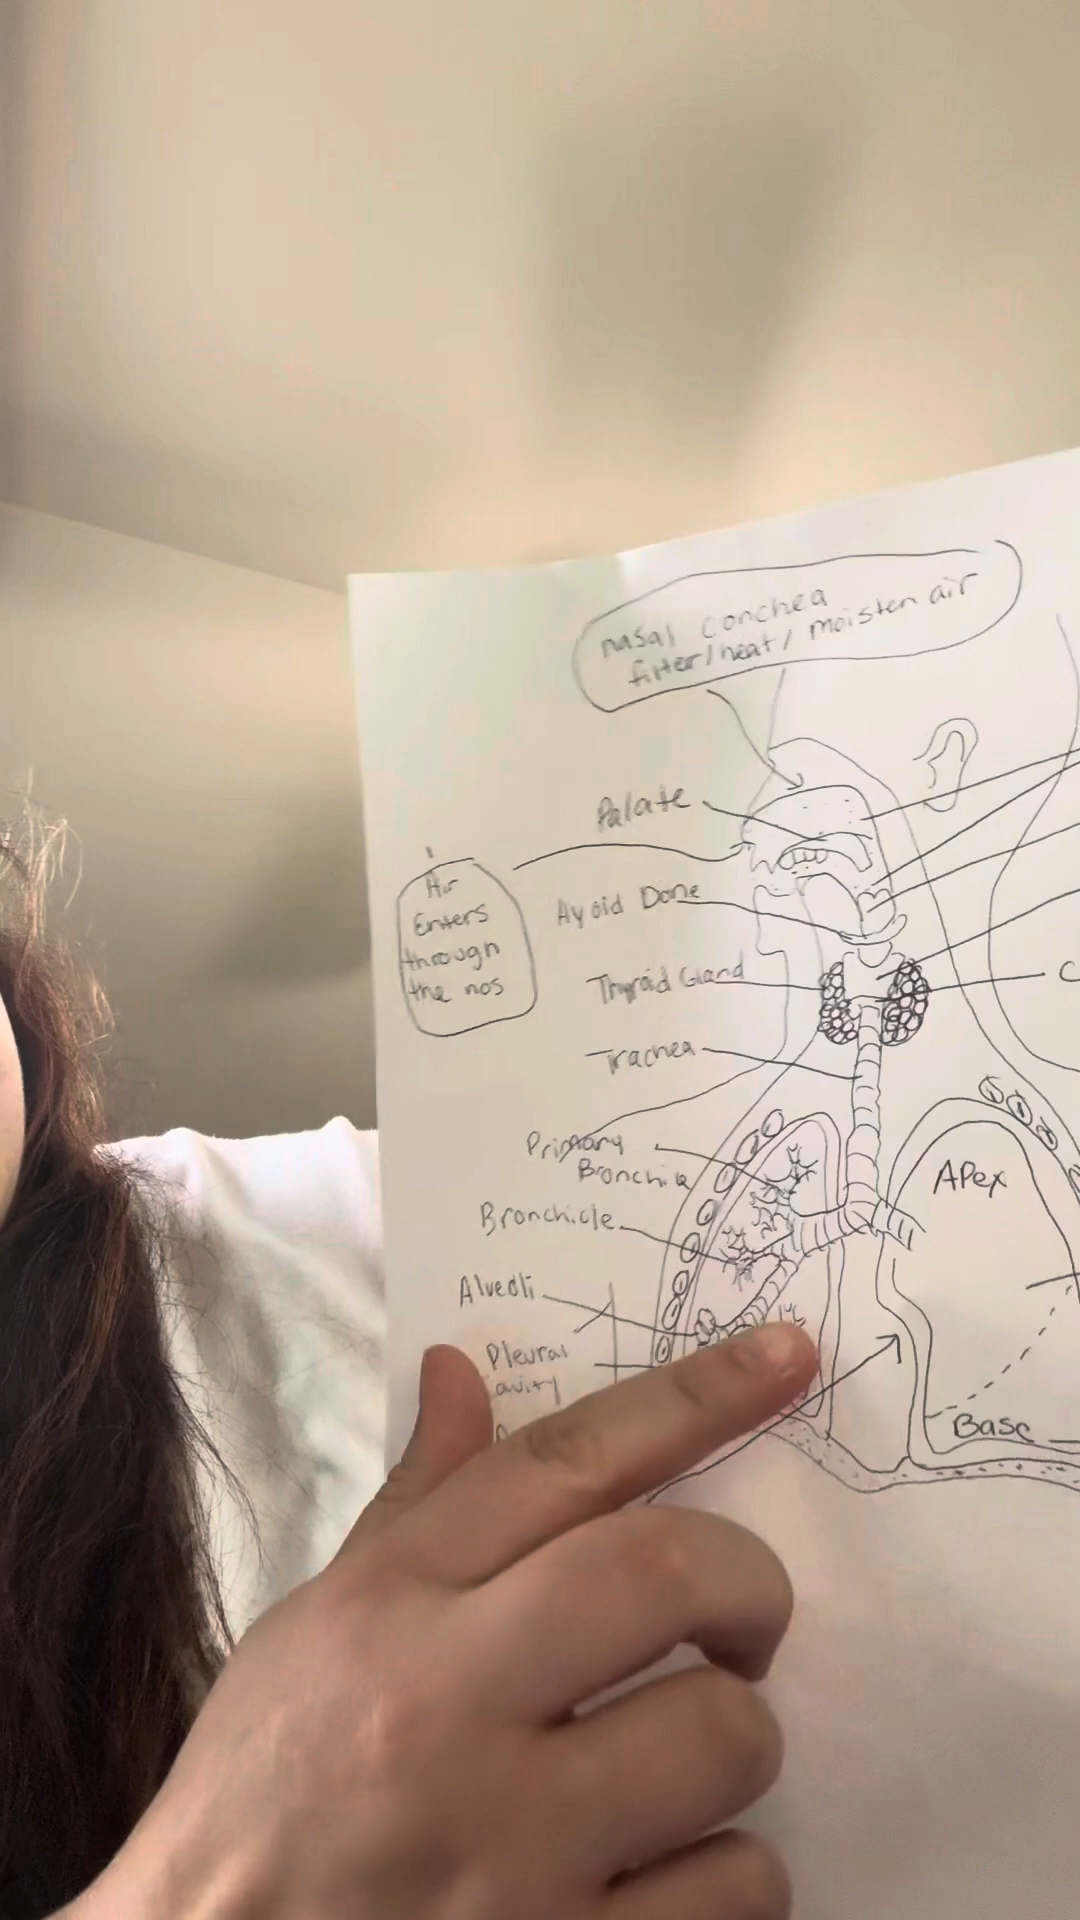 nasal conchea
filter/heat/moisten air
Palate
Air
Enters
through
the nos
Ayoid Done
Thyroid Gland
C
Trachea
Primary
Bronchia
APex
Bronchicle
Alveoli
Pleural
avity
Base